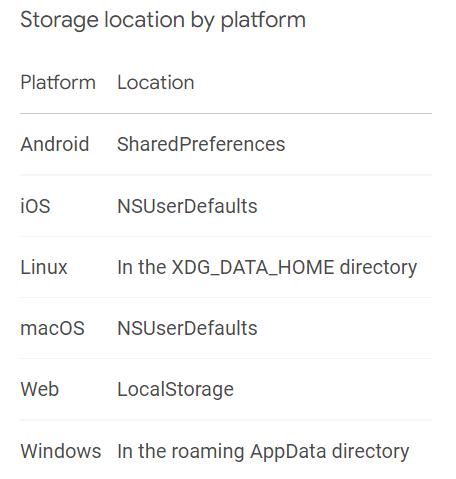 Storage location by platform
Platform Location
Android SharedPreferences
iOS NSUserDefaults
Linux In the XDG_DATA_HOME directory
macOS NSUserDefaults
Web LocalStorage
Windows In the roaming AppData directory